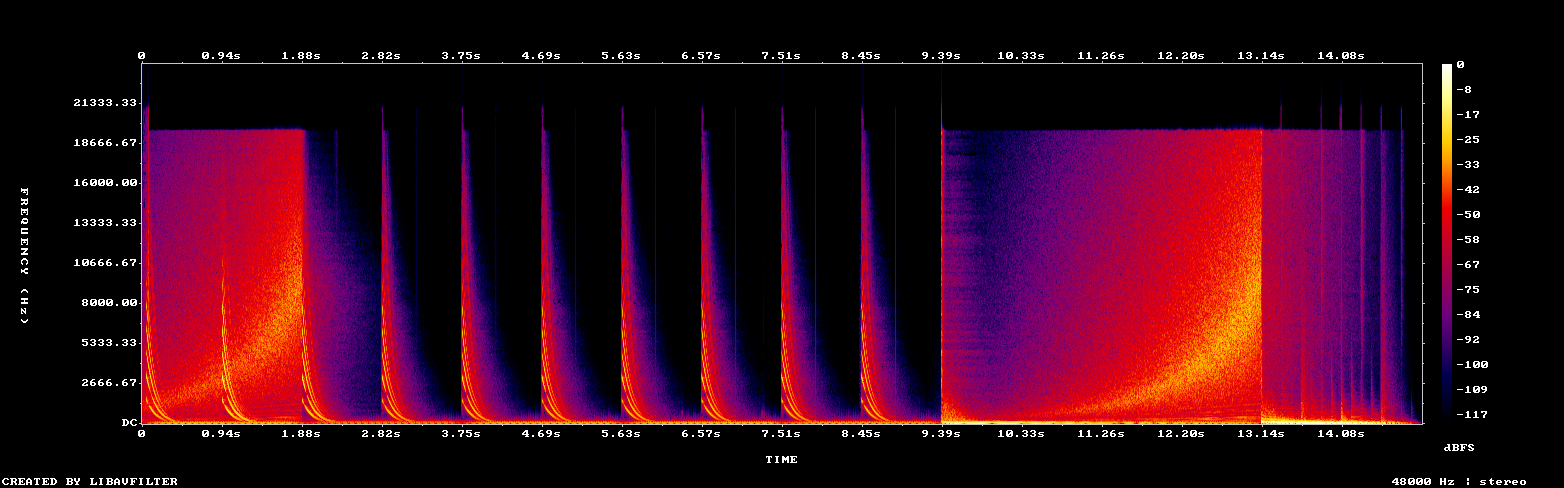 0 0.94s 1.88s 2.82s 3.75s 4.69s 5.63s 6.57s 7.51s 8.45s 9.39s 10.33s 11.26s 12.20s 13.14s 14.08s
21333.33
18666.67
16000.00
13333.33
10666.67
8000.00
5333.33
2666.67
DC
FREQUENCY (Hz)
0
-8
-17
-25
-33
-42
-50
-58
-67
-75
-84
-92
-100
-109
-117
dBFS
0 0.94s 1.88s 2.82s 3.75s 4.69s 5.63s 6.57s 7.51s 8.45s 9.39s 10.33s 11.26s 12.20s 13.14s 14.08s
TIME
CREATED BY LIBAVFILTER
48000 Hz | stereo